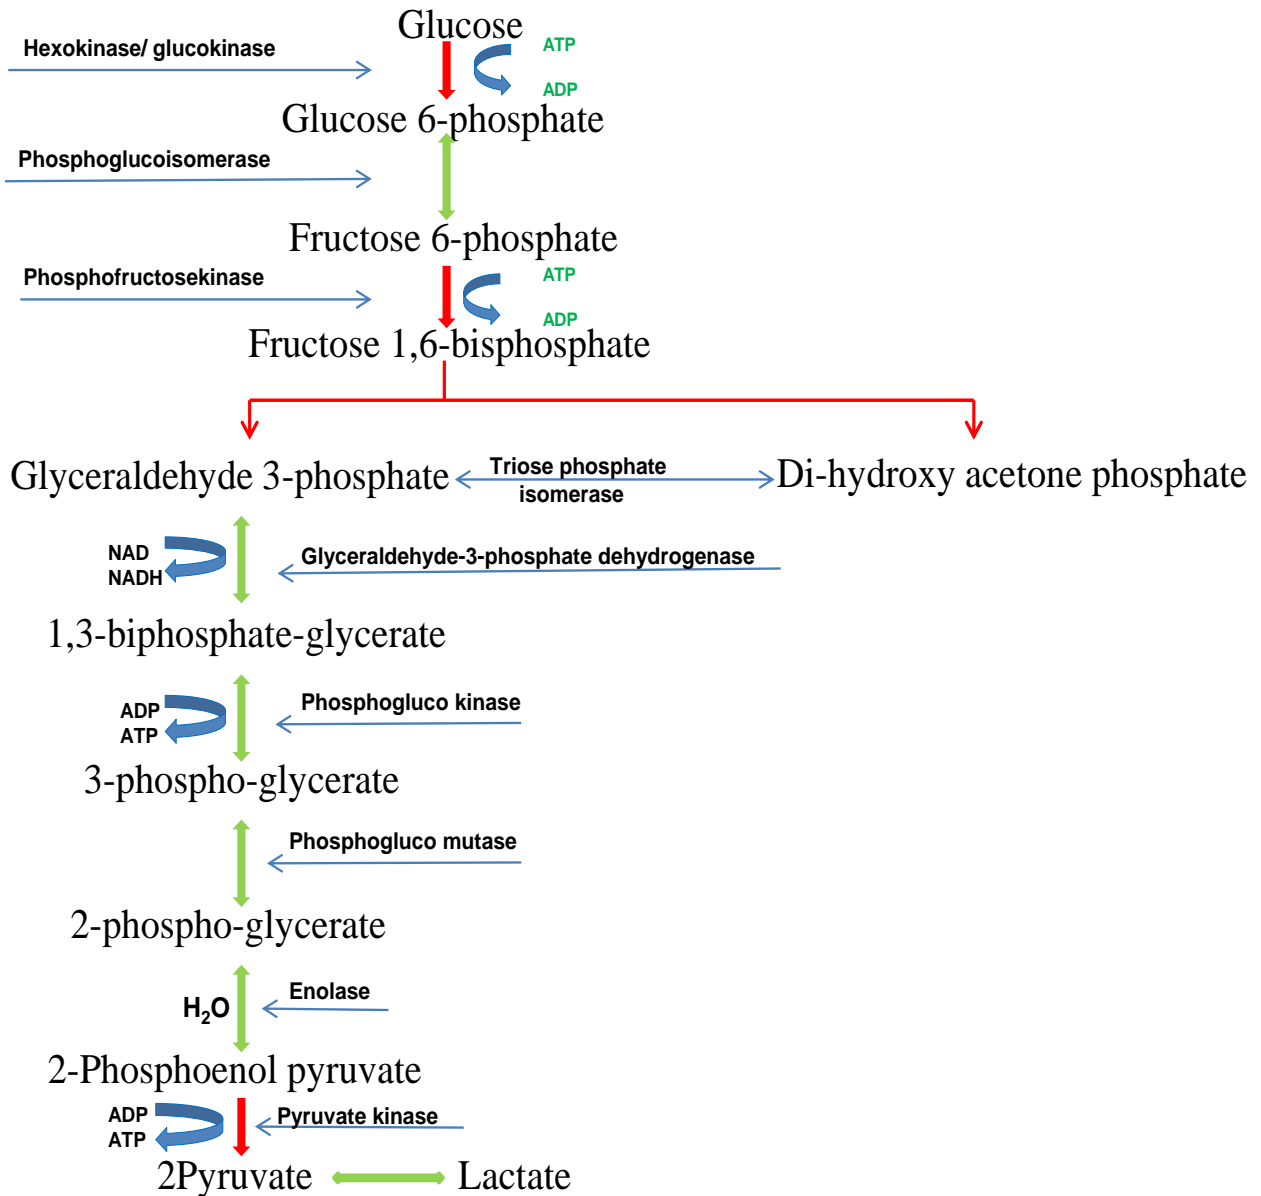 Glucose
Hexokinase/ glucokinase
ATP
ADP
Glucose 6-phosphate
Phosphoglucoisomerase
Fructose 6-phosphate
Phosphofructosekinase
ATP
ADP
Fructose 1,6-bisphosphate
Glyceraldehyde 3-phosphate
Triose phosphate
isomerase
Di-hydroxy acetone phosphate
NAD
NADH
Glyceraldehyde-3-phosphate dehydrogenase
1,3-biphosphate-glycerate
ADP
ATP
Phosphogluco kinase
3-phospho-glycerate
Phosphogluco mutase
2-phospho-glycerate
H₂O
Enolase
2-Phosphoenol pyruvate
ADP
ATP
Pyruvate kinase
2Pyruvate
Lactate